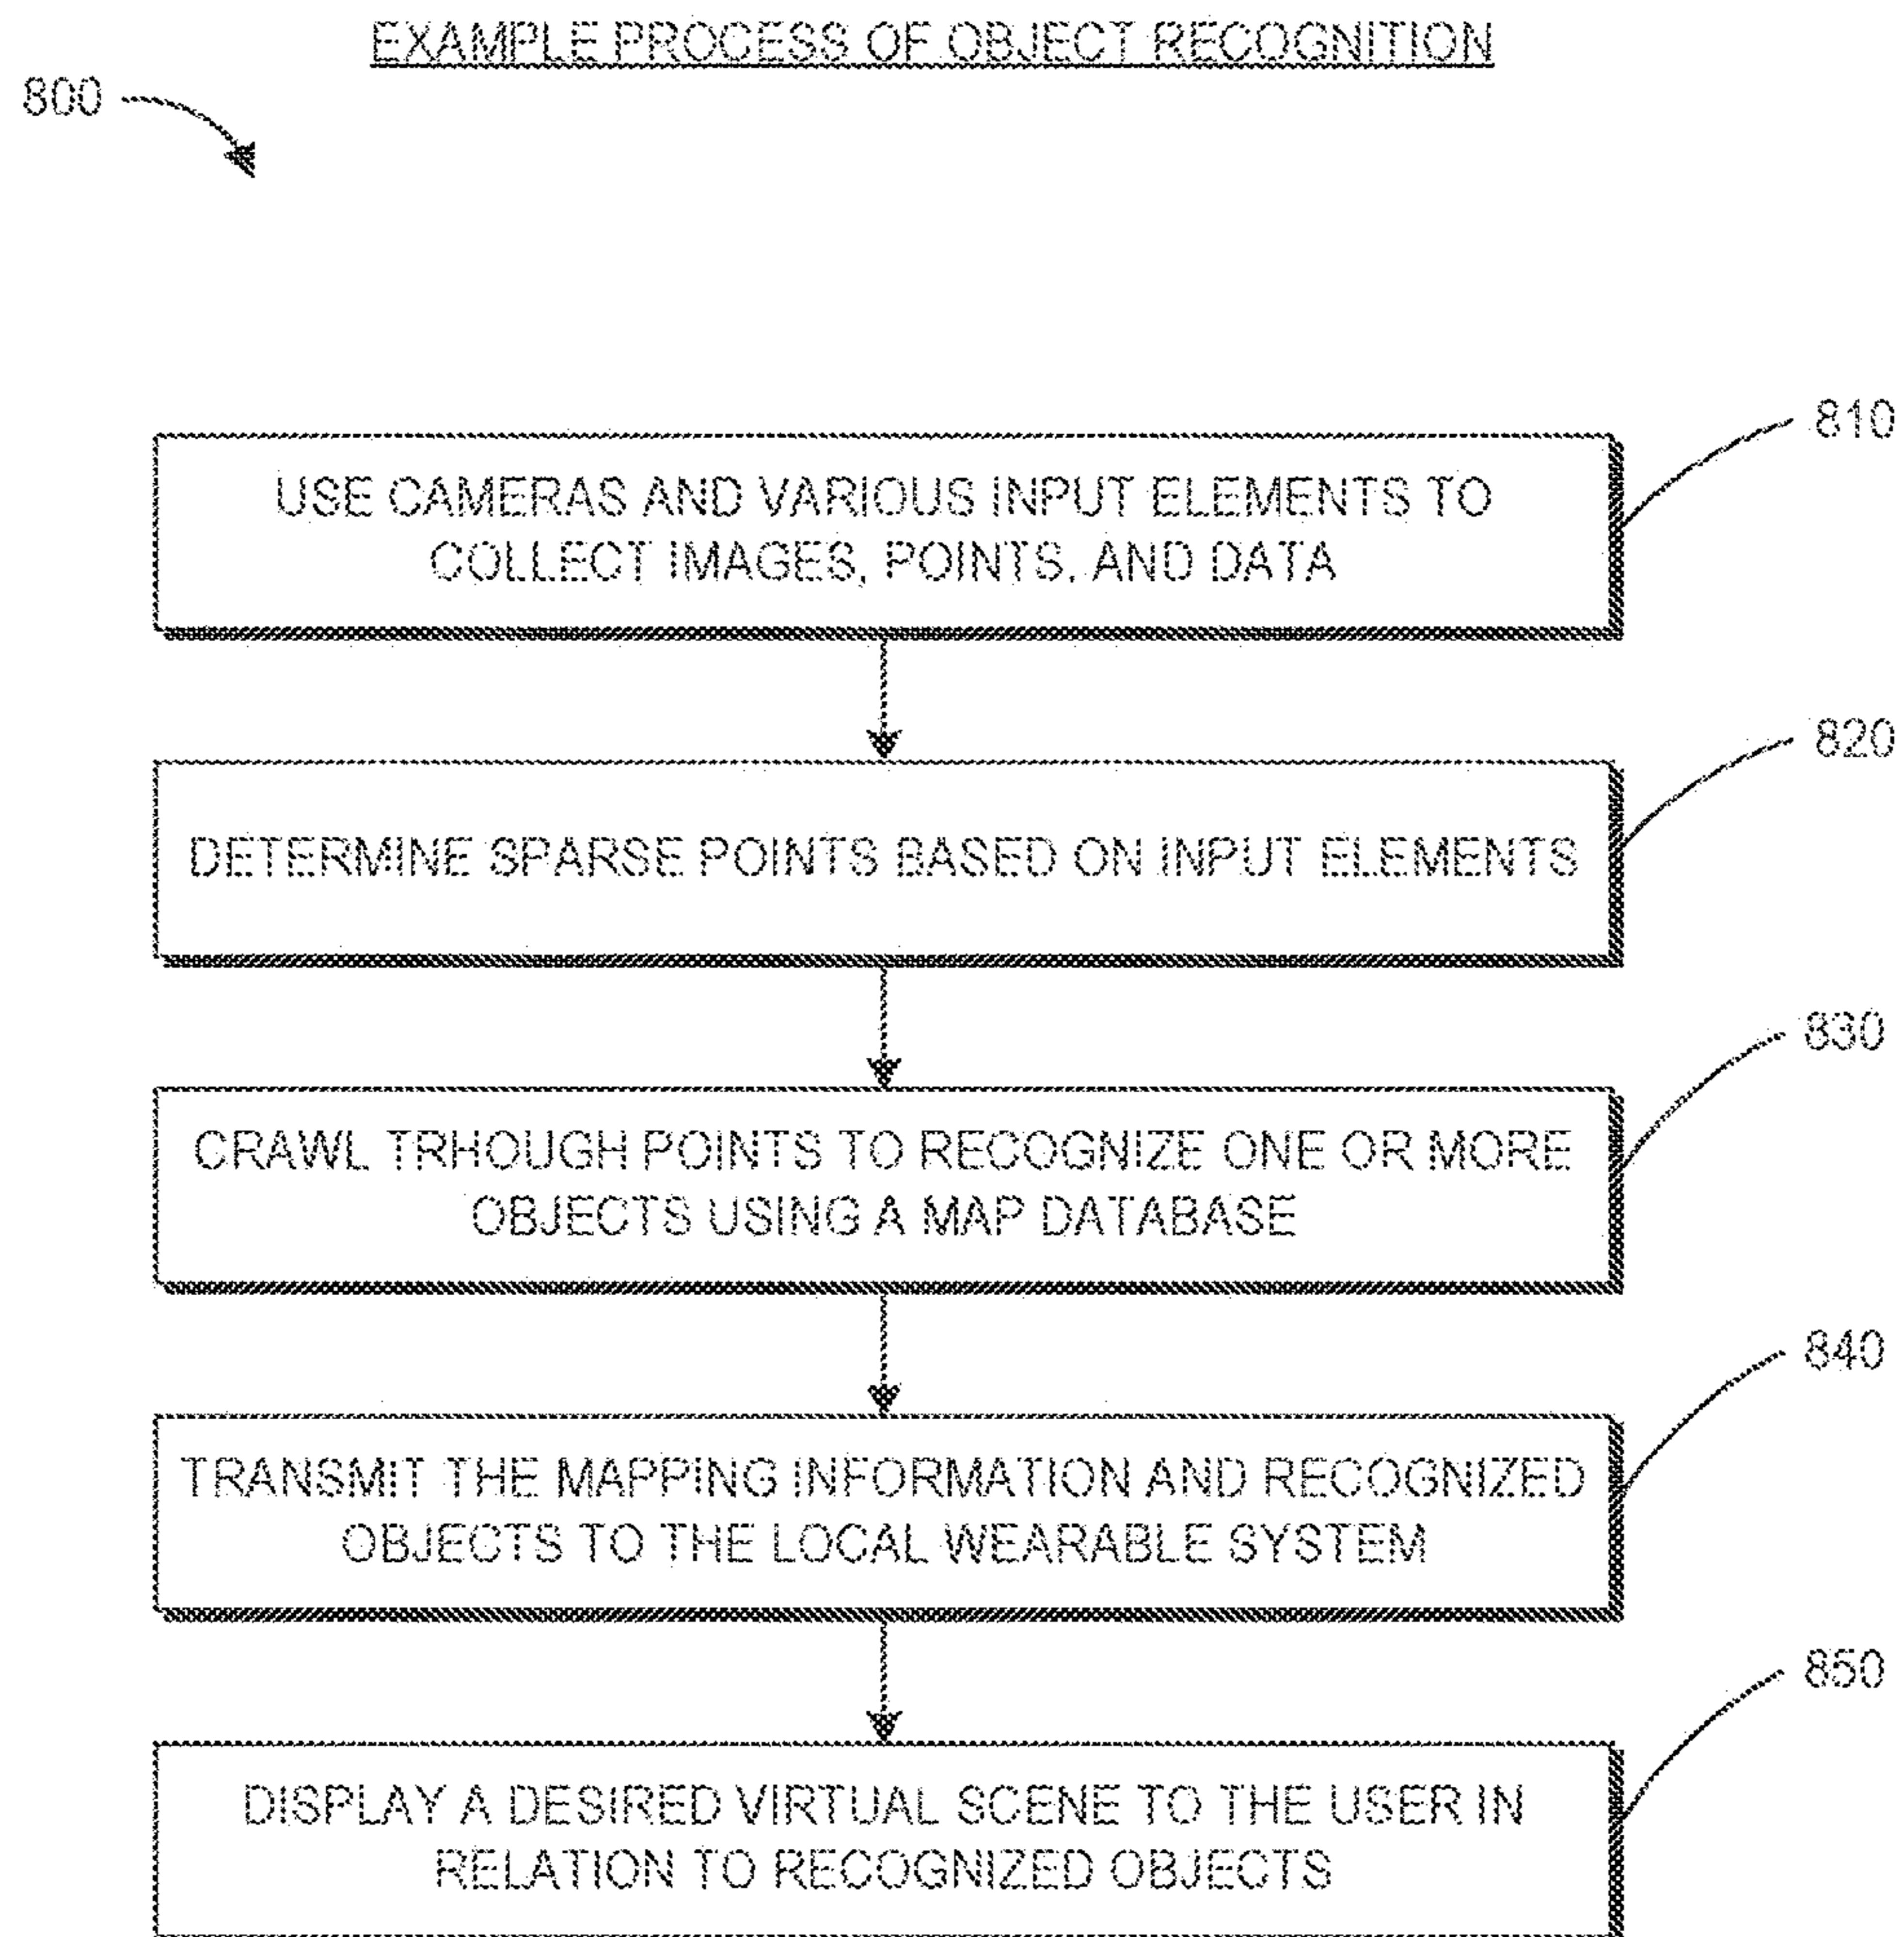 EXAMPLE PROCESS OF OBJECT RECOGNITION
800
810
USE CAMERAS AND VARIOUS INPUT ELEMENTS TO
COLLECT IMAGES, POINTS, AND DATA
820
DETERMINE SPARSE POINTS BASED ON INPUT ELEMENTS
830
CRAWL TRHOUGH POINTS TO RECOGNIZE ONE OR MORE
OBJECTS USING A MAP DATABASE
840
TRANSMIT THE MAPPING INFORMATION AND RECOGNIZED
OBJECTS TO THE LOCAL WEARABLE SYSTEM
850
DISPLAY A DESIRED VIRTUAL SCENE TO THE USER IN
RELATION TO RECOGNIZED OBJECTS